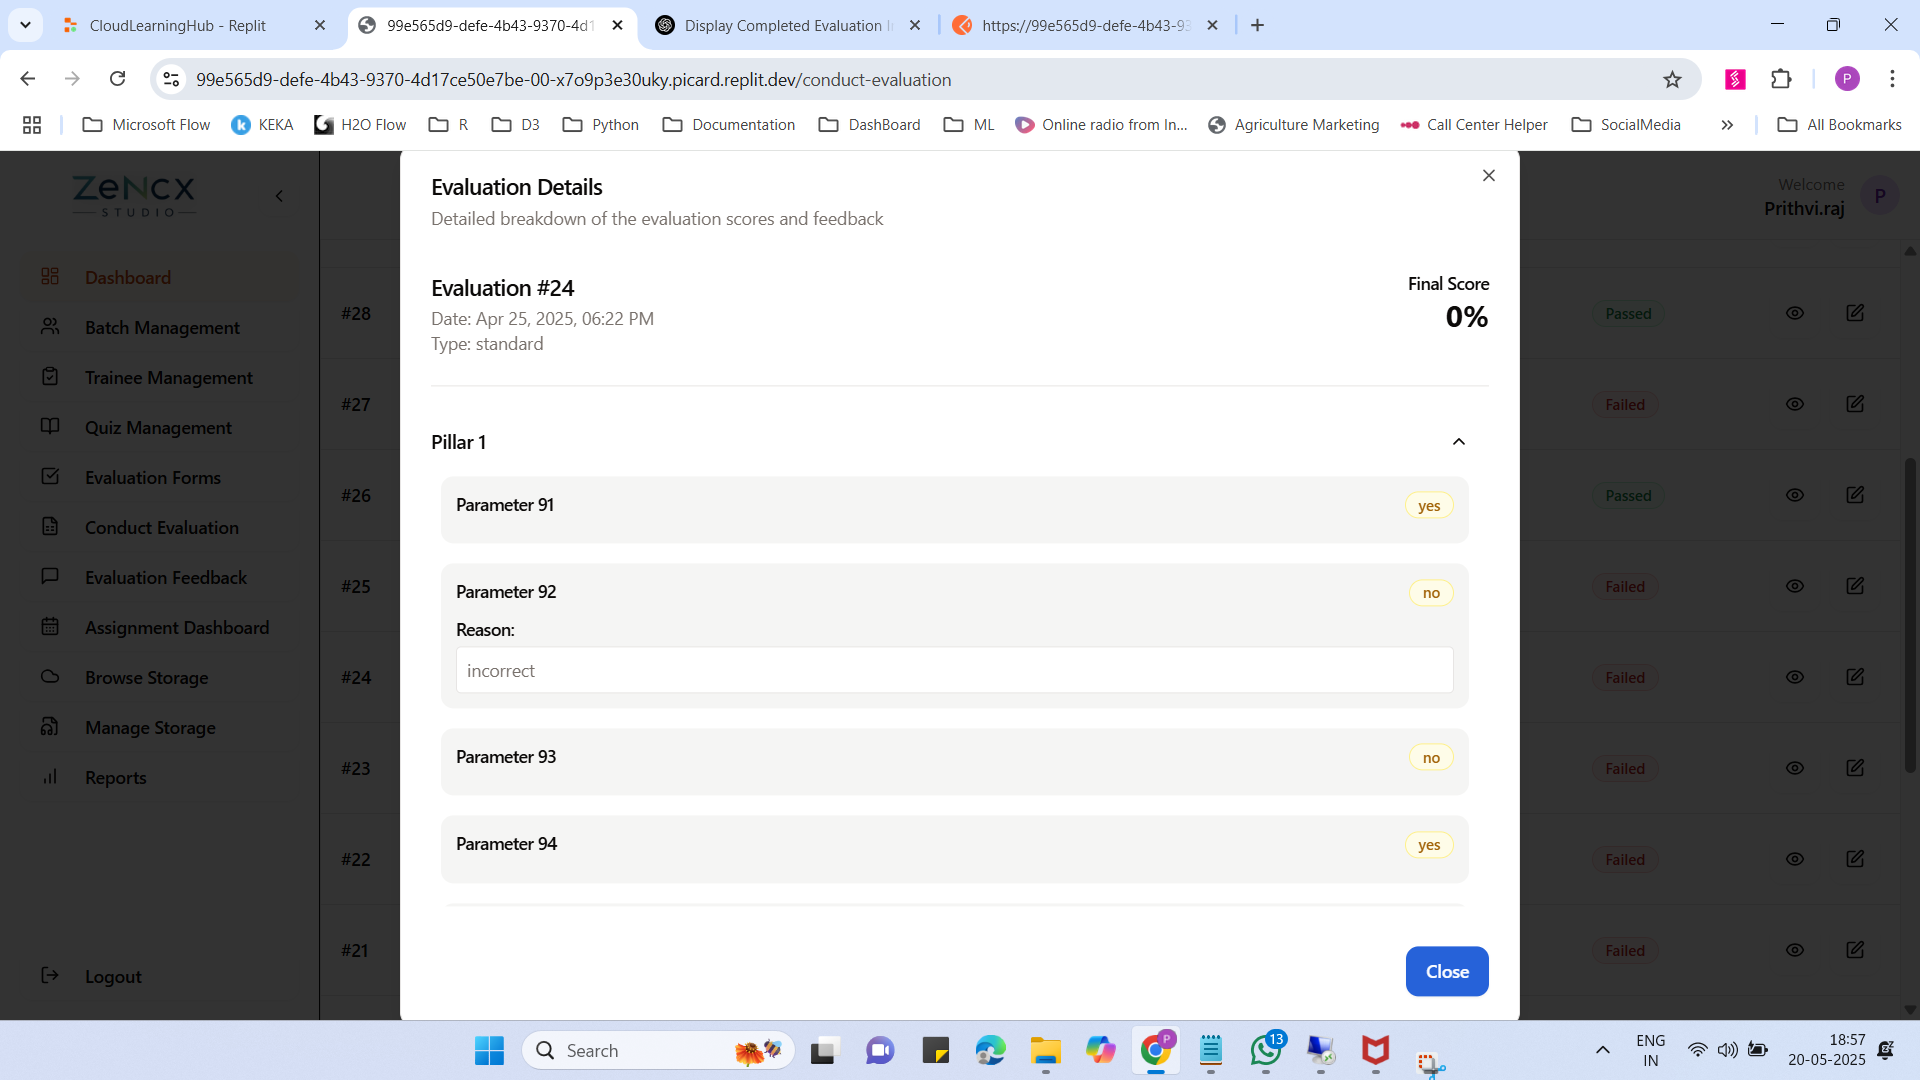 CloudLearningHub - Replit
99e565d9-defe-4b43-9370-4d1
Display Completed Evaluation I
https://99e565d9-defe-4b43-93
99e565d9-defe-4b43-9370-4d17ce50e7be-00-x7o9p3e30uky.picard.replit.dev/conduct-evaluation
P
Microsoft Flow
KEKA
H2O Flow
R
D3
Python
Documentation
DashBoard
ML
Online radio from In...
Agriculture Marketing
Call Center Helper
SocialMedia
All Bookmarks
ZeNCX
STUDIO
Welcome
Prithvi.raj
P
Dashboard
Batch Management
Trainee Management
Quiz Management
Evaluation Forms
Conduct Evaluation
Evaluation Feedback
Assignment Dashboard
Browse Storage
Manage Storage
Reports
Logout
#28
Passed
#27
Failed
#26
Passed
#25
Failed
#24
Failed
#23
Failed
#22
Failed
#21
Failed
Evaluation Details
Detailed breakdown of the evaluation scores and feedback
Evaluation #24
Date: Apr 25, 2025, 06:22 PM
Type: standard
Final Score
0%
Pillar 1
Parameter 91
yes
Parameter 92
no
Reason:
incorrect
Parameter 93
no
Parameter 94
yes
Close
Search
P
13
ENG
IN
18:57
20-05-2025